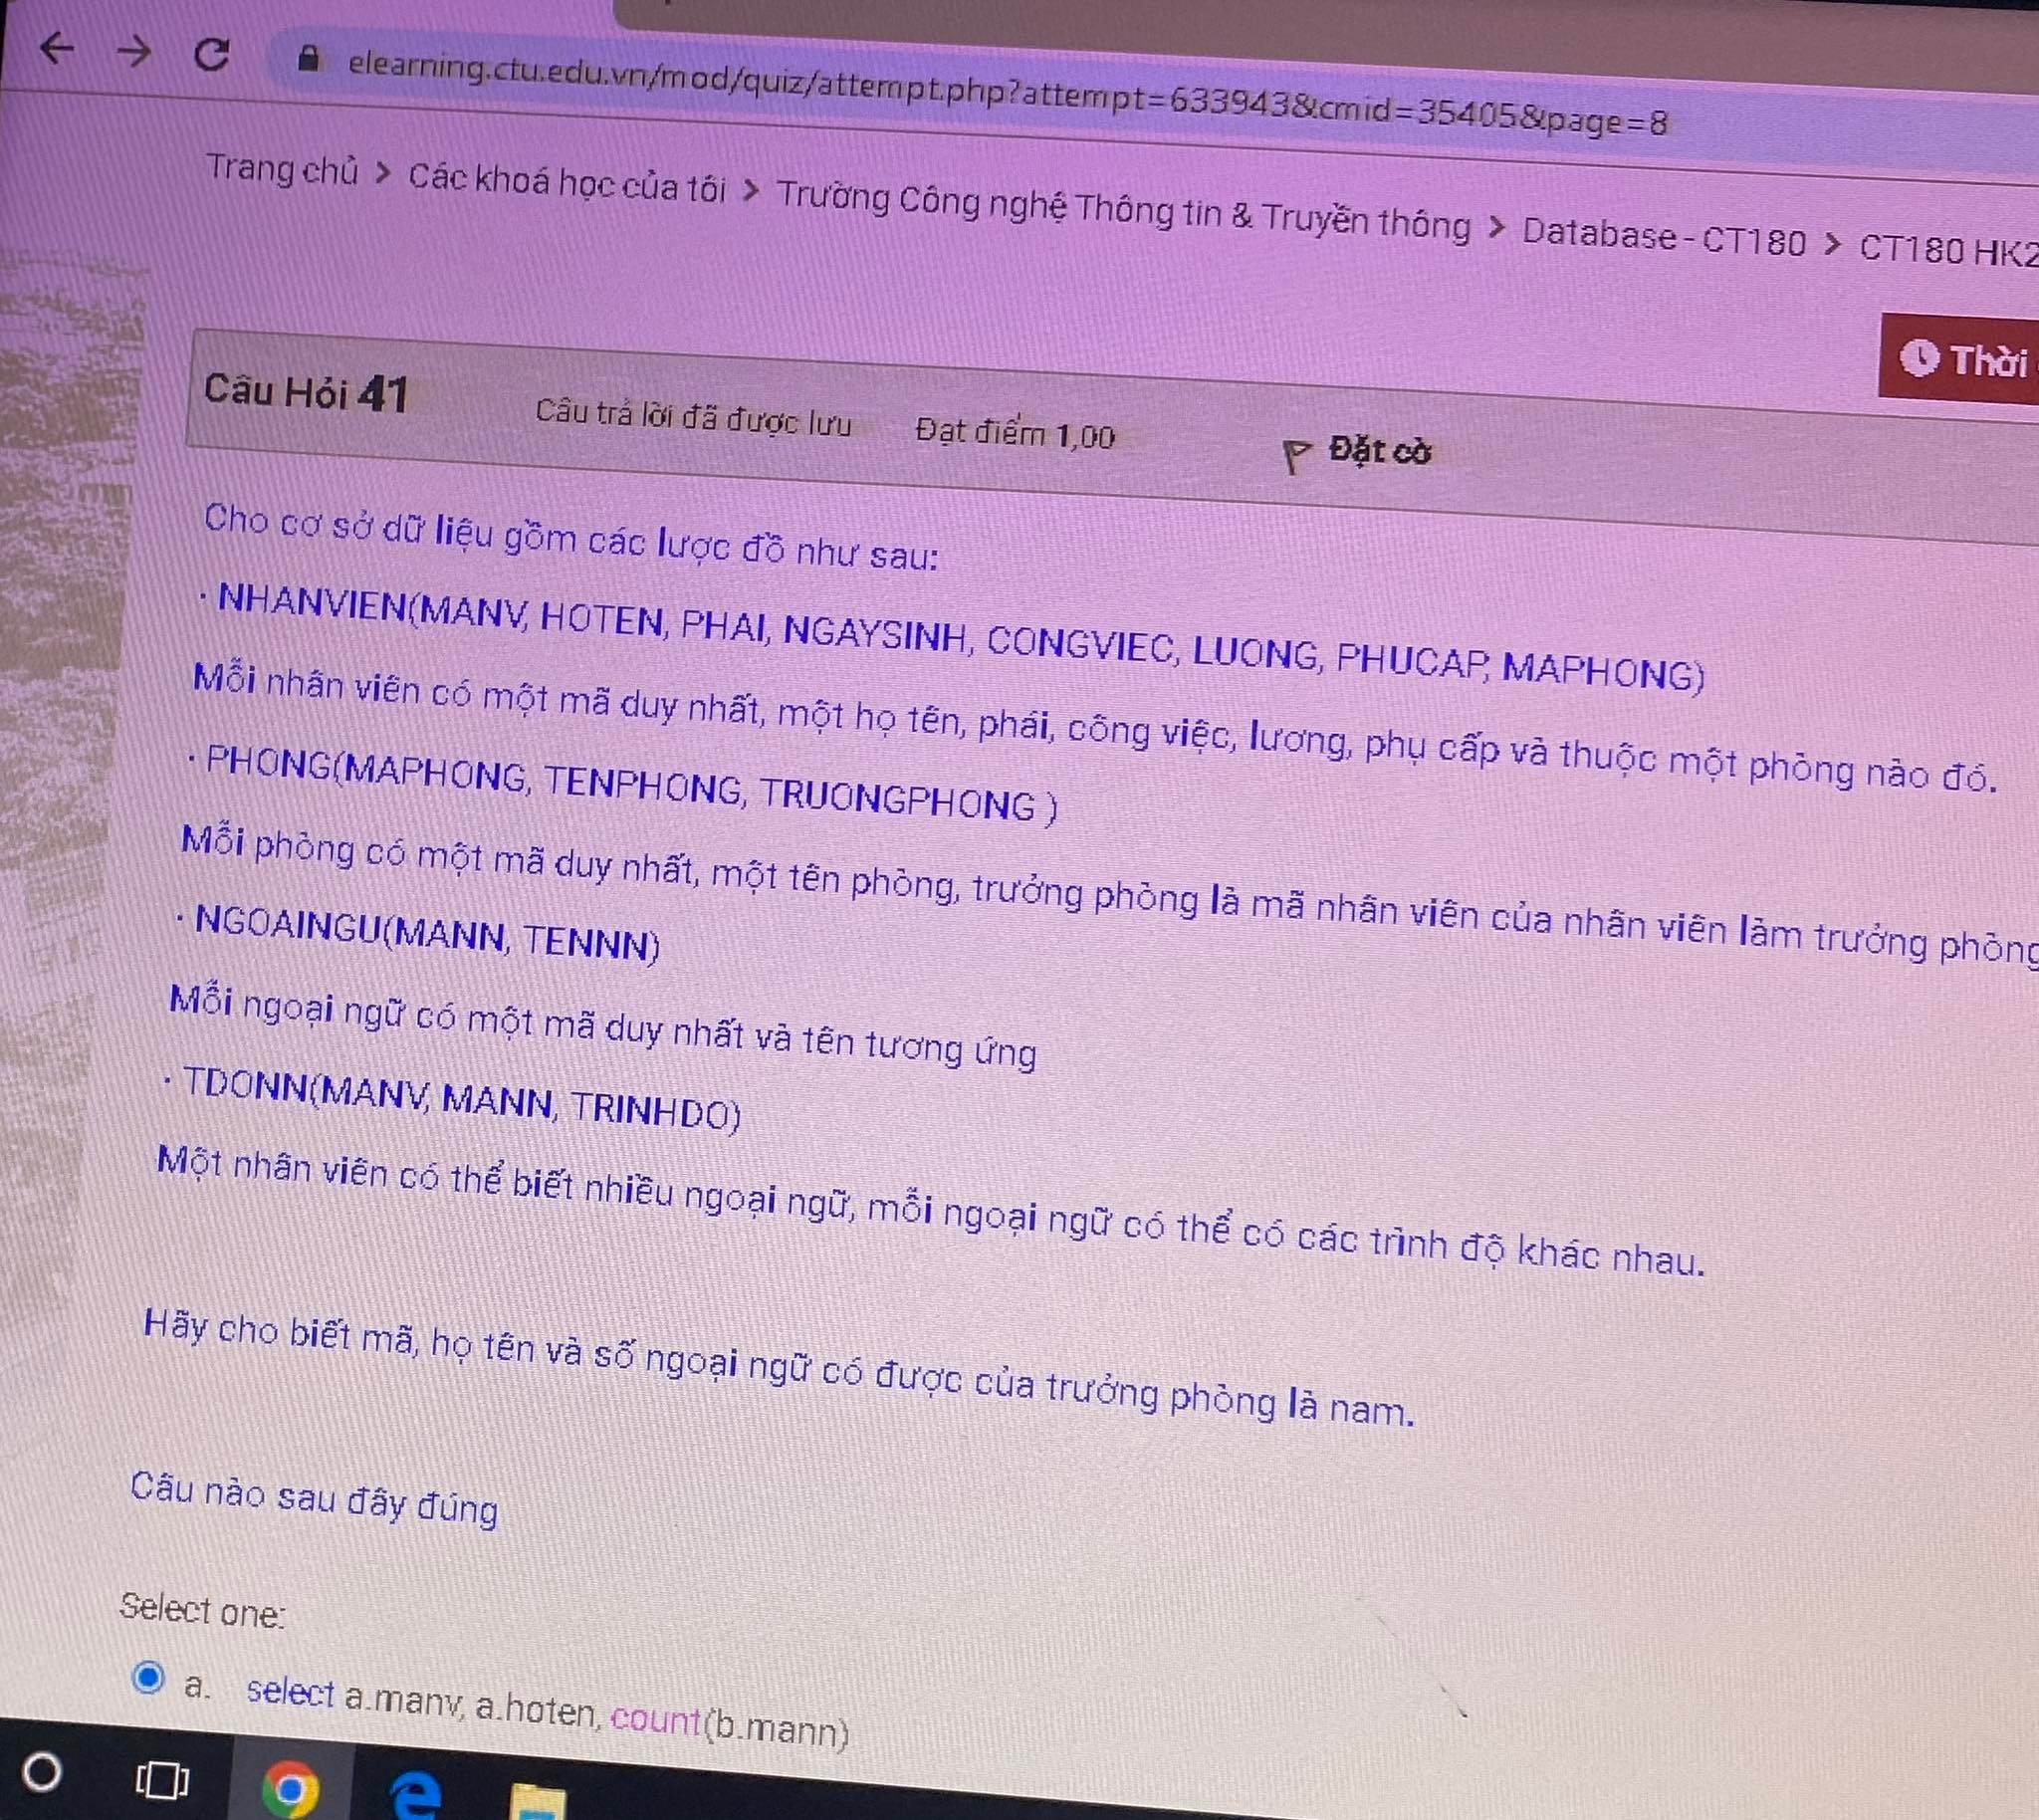 elearning.ctu.edu.vn/mod/quiz/attempt.php?attempt=633943&cmid=35405&page=8
Trang chủ > Các khoá học của tôi > Trường Công nghệ Thông tin & Truyền thông > Database - CT180 > CT180 HK2
Thời
Câu Hỏi 41 Câu trả lời đã được lưu Đạt điểm 1,00 Đặt cờ
Cho cơ sở dữ liệu gồm các lược đồ như sau:
· NHANVIEN(MANV, HOTEN, PHAI, NGAYSINH, CONGVIEC, LUONG, PHUCAP, MAPHONG)
Mỗi nhân viên có một mã duy nhất, một họ tên, phái, công việc, lương, phụ cấp và thuộc một phòng nào đó.
· PHONG(MAPHONG, TENPHONG, TRUONGPHONG )
Mỗi phòng có một mã duy nhất, một tên phòng, trưởng phòng là mã nhân viên của nhân viên làm trưởng phòng
· NGOAINGU(MANN, TENNN)
Mỗi ngoại ngữ có một mã duy nhất và tên tương ứng
· TDONN(MANV, MANN, TRINHDO)
Một nhân viên có thể biết nhiều ngoại ngữ, mỗi ngoại ngữ có thể có các trình độ khác nhau.
Hãy cho biết mã, họ tên và số ngoại ngữ có được của trưởng phòng là nam.
Câu nào sau đây đúng
Select one:
a. select a.manv, a.hoten, count(b.mann)